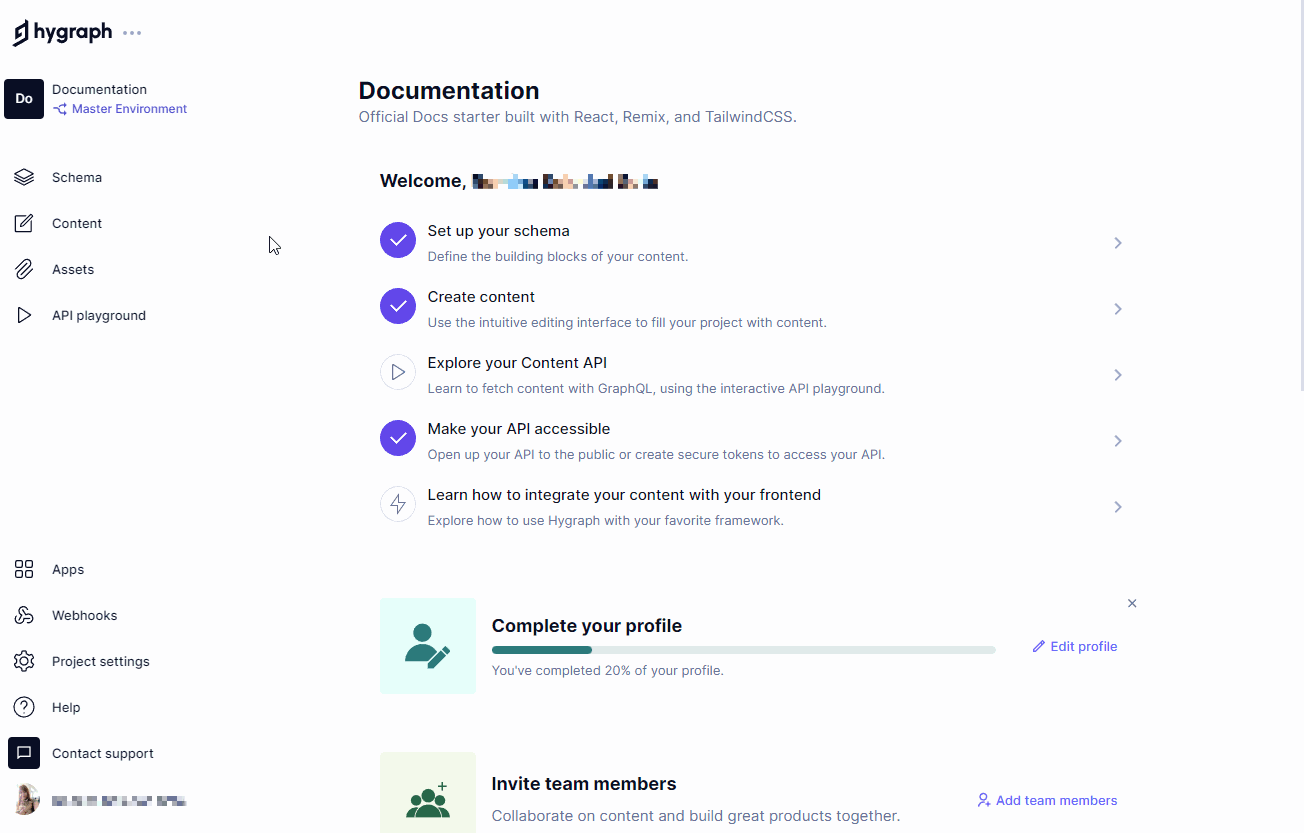 hygraph
Do
Documentation
Master Environment
Schema
Content
Assets
API playground
Apps
Webhooks
Project settings
Help
Contact support
Documentation
Official Docs starter built with React, Remix, and TailwindCSS.
Welcome,
Set up your schema
Define the building blocks of your content.
Create content
Use the intuitive editing interface to fill your project with content.
Explore your Content API
Learn to fetch content with GraphQL, using the interactive API playground.
Make your API accessible
Open up your API to the public or create secure tokens to access your API.
Learn how to integrate your content with your frontend
Explore how to use Hygraph with your favorite framework.
Complete your profile
You've completed 20% of your profile.
Edit profile
Invite team members
Collaborate on content and build great products together.
Add team members